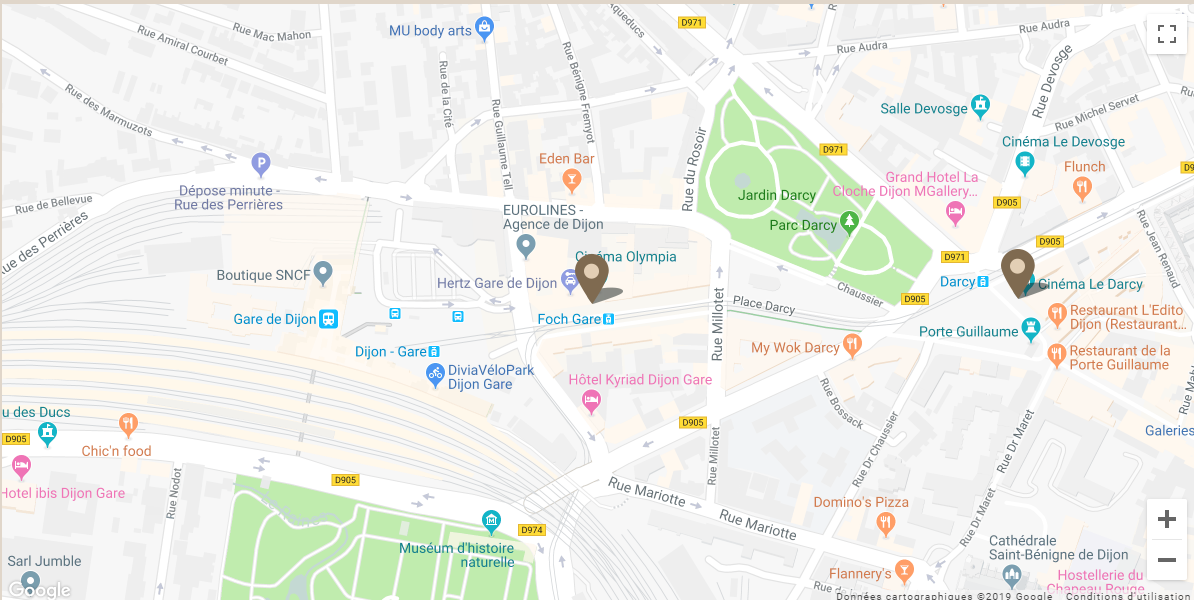 D971
MU body arts
Rue Mac Mahon
Rue Amiral Courbet
Rue Audra
Rue Audra
Rue Devosge
Rue de la Cité
Rue Bénigne Fremyot
Rue des Marmuzots
Rue Guillaume Tell
Salle Devosge
Rue Michel Servet
Cinéma Le Devosge
D971
Rue du Rosoir
Eden Bar
Flunch
Grand Hotel La
Cloche Dijon MGallery...
Dépose minute -
Rue des Perrières
Jardin Darcy
D905
Rue de Bellevue
EUROLINES -
Agence de Dijon
Parc Darcy
Rue Jean Renaud
D905
Cinéma Olympia
D971
Boutique SNCF
Hertz Gare de Dijon
Darcy
Cinéma Le Darcy
Chaussier
D905
Place Darcy
Gare de Dijon
Foch Gare
Rue Millotet
Restaurant L'Edito
Dijon (Restaurant...
Porte Guillaume
Dijon - Gare
My Wok Darcy
Restaurant de la
Porte Guillaume
DiviaVéloPark
Dijon Gare
Hôtel Kyriad Dijon Gare
Rue Bossack
u des Ducs
D905
D905
Rue Dr Chaussier
Rue Dr Maret
Galeries
Chic'n food
Rue Millotet
D905
Hotel ibis Dijon Gare
Rue Nodot
Rue Mariotte
Rue Mariotte
Domino's Pizza
Rue Dr Maret
D974
Muséum d'histoire
naturelle
Cathédrale
Saint-Bénigne de Dijon
Sarl Jumble
Flannery's
Hostellerie du
Chapeau Rouge
Google
Données cartographiques ©2019 Google
Conditions d'utilisation